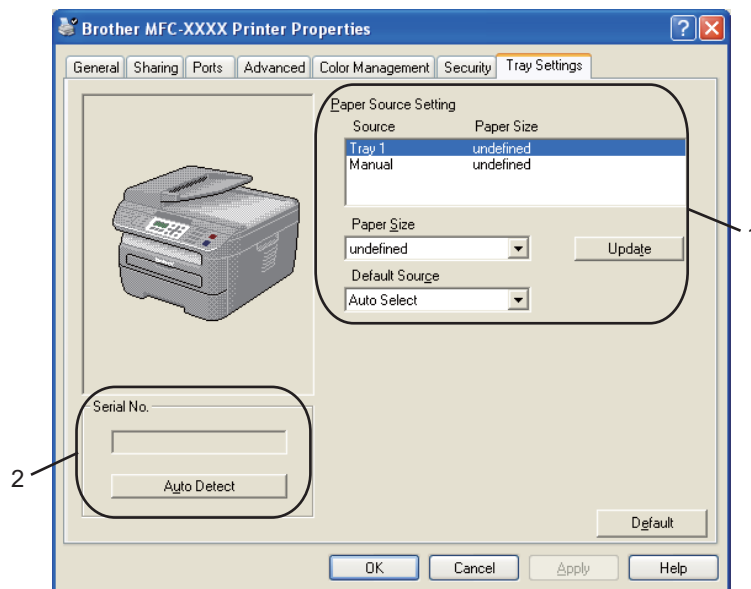 Brother MFC-XXXX Printer Properties
General Sharing Ports Advanced Color Management Security Tray Settings
Paper Source Setting
Source Paper Size
Tray 1 undefined
Manual undefined
1
Paper Size
undefined Update
Default Source
Auto Select
Serial No.
2
Auto Detect
Default
OK Cancel Apply Help